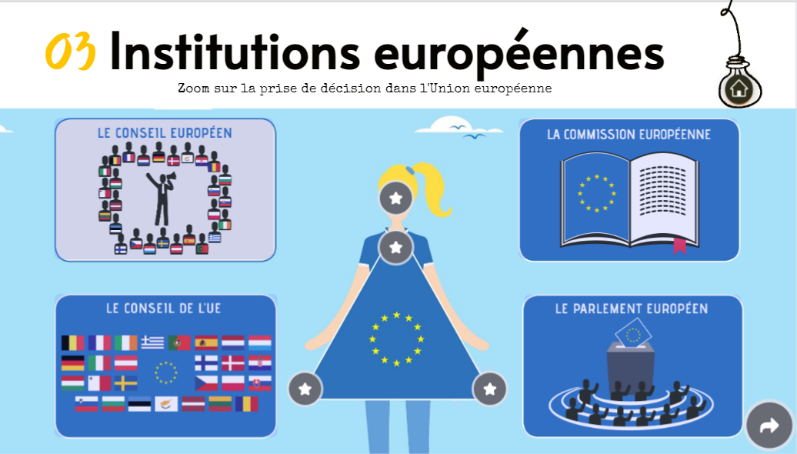 03 Institutions européennes
Zoom sur la prise de décision dans l'Union européenne
LE CONSEIL EUROPÉEN
LA COMMISSION EUROPÉENNE
LE CONSEIL DE L'UE
LE PARLEMENT EUROPÉEN